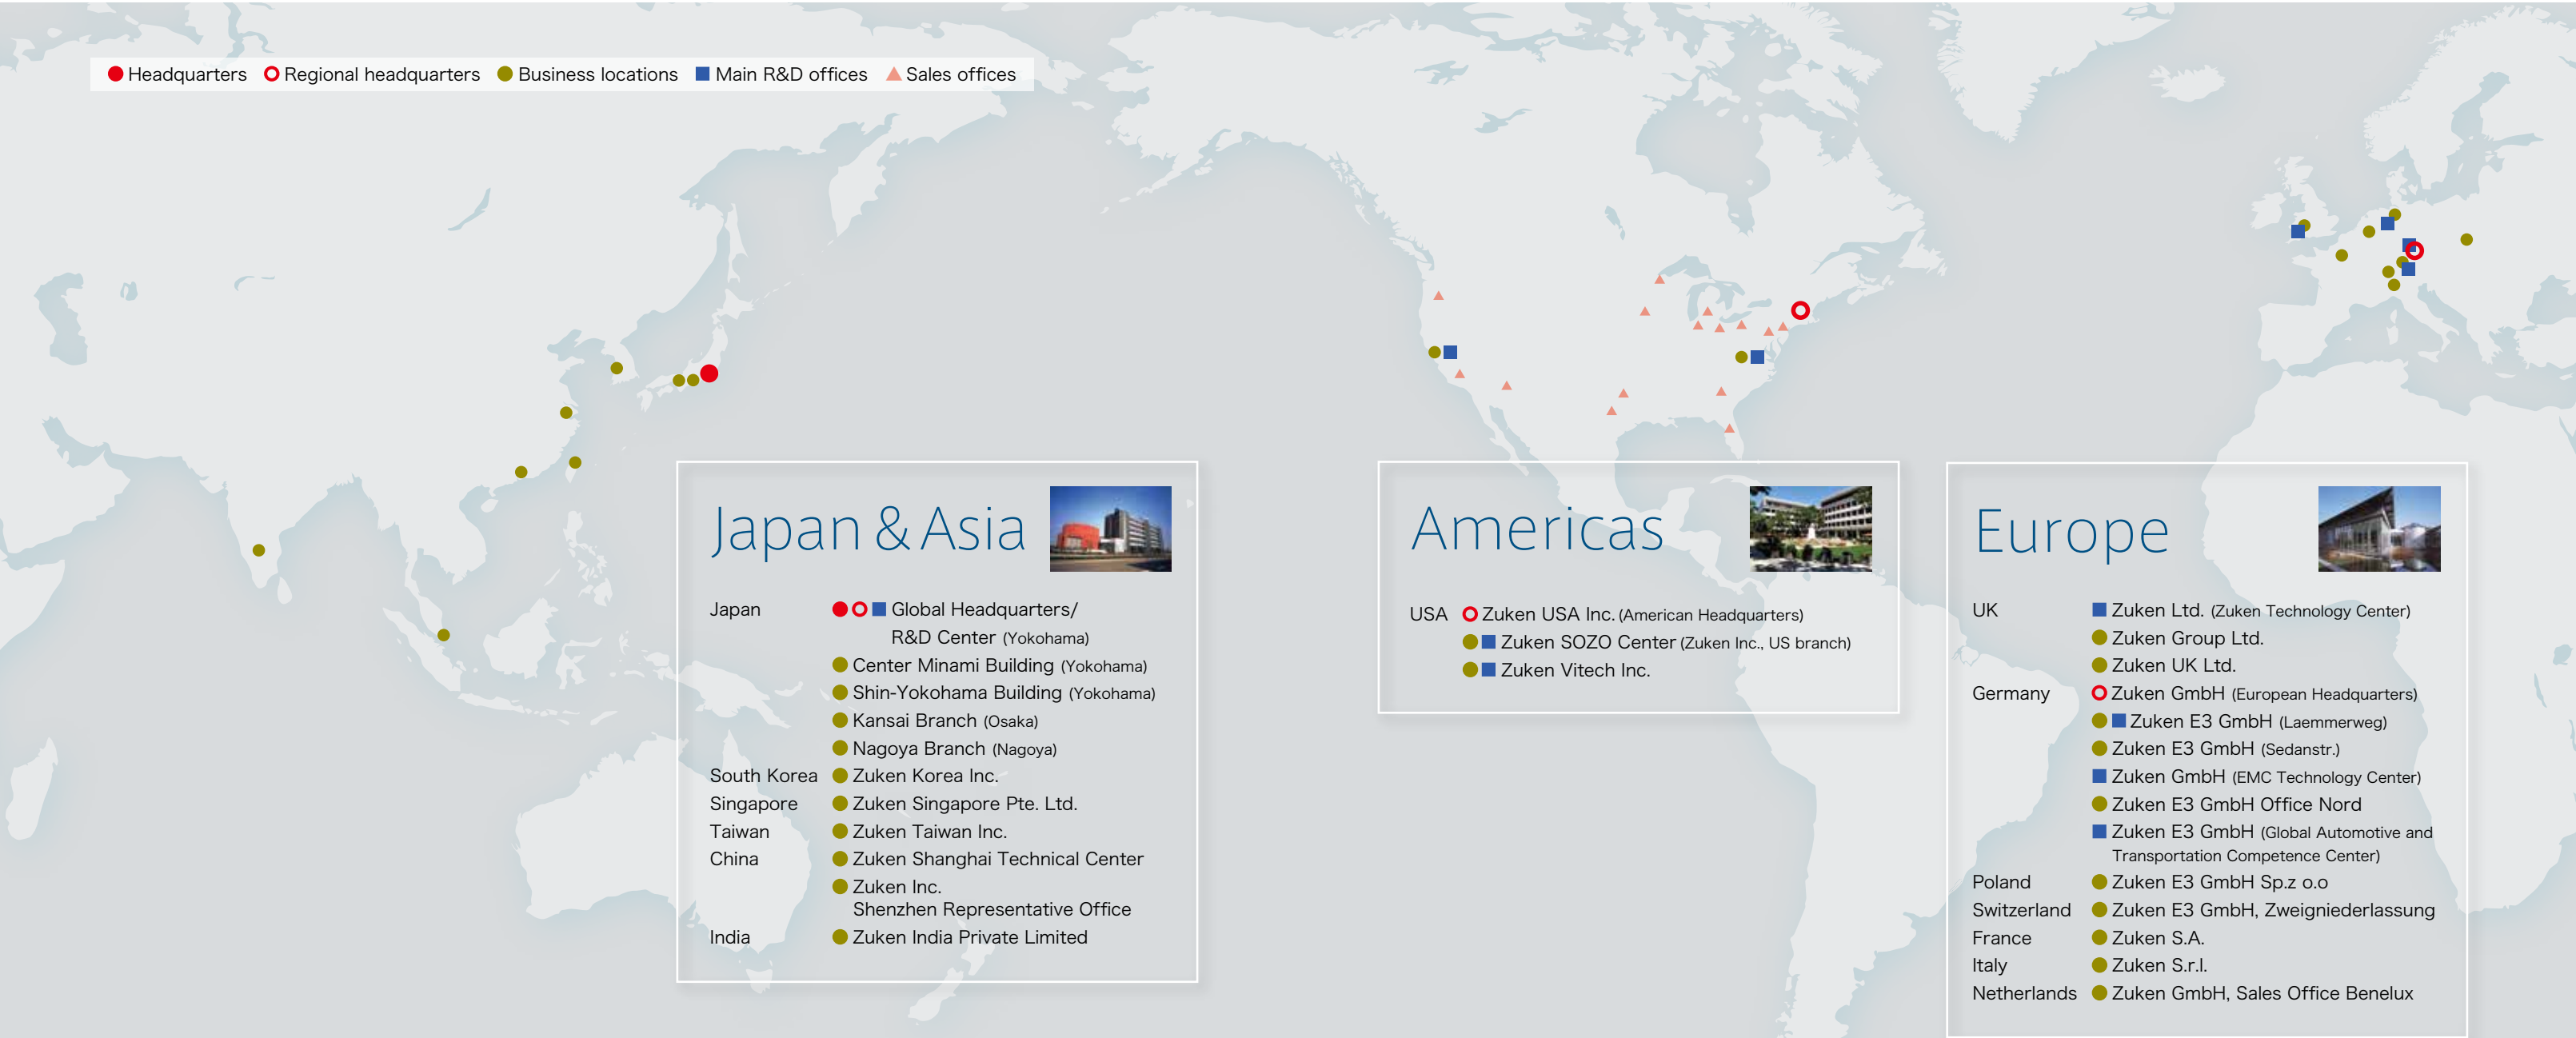 Headquarters Regional headquarters Business locations Main R&D offices Sales offices
Japan & Asia
Japan Global Headquarters/
R&D Center (Yokohama)
Center Minami Building (Yokohama)
Shin-Yokohama Building (Yokohama)
Kansai Branch (Osaka)
Nagoya Branch (Nagoya)
South Korea Zuken Korea Inc.
Singapore Zuken Singapore Pte. Ltd.
Taiwan Zuken Taiwan Inc.
China Zuken Shanghai Technical Center
Zuken Inc.
Shenzhen Representative Office
India Zuken India Private Limited
Americas
USA Zuken USA Inc. (American Headquarters)
Zuken SOZO Center (Zuken Inc., US branch)
Zuken Vitech Inc.
Europe
UK Zuken Ltd. (Zuken Technology Center)
Zuken Group Ltd.
Zuken UK Ltd.
Germany Zuken GmbH (European Headquarters)
Zuken E3 GmbH (Laemmerweg)
Zuken E3 GmbH (Sedanstr.)
Zuken GmbH (EMC Technology Center)
Zuken E3 GmbH Office Nord
Zuken E3 GmbH (Global Automotive and
Transportation Competence Center)
Poland Zuken E3 GmbH Sp.z o.o
Switzerland Zuken E3 GmbH, Zweigniederlassung
France Zuken S.A.
Italy Zuken S.r.l.
Netherlands Zuken GmbH, Sales Office Benelux